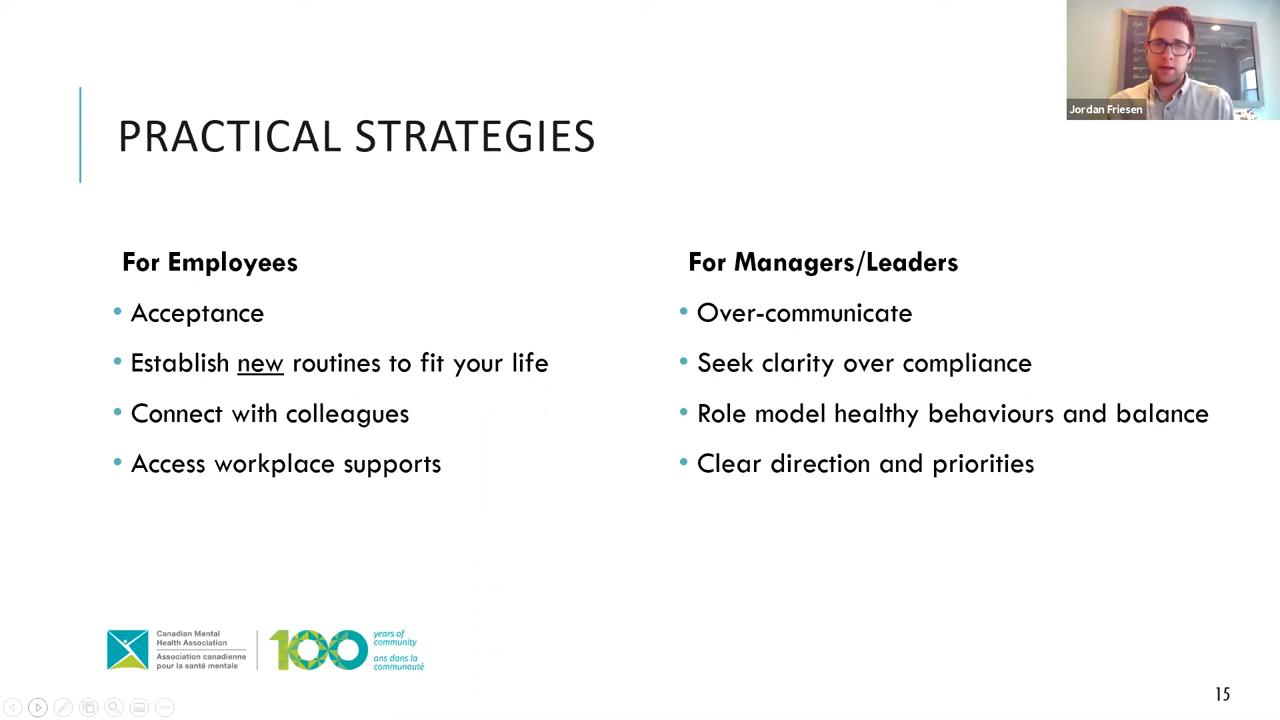 Jordan Friesen
PRACTICAL STRATEGIES
For Employees
• Acceptance
• Establish new routines to fit your life
• Connect with colleagues
• Access workplace supports
For Managers/Leaders
• Over-communicate
• Seek clarity over compliance
• Role model healthy behaviours and balance
• Clear direction and priorities
Canadian Mental
Health Association
Association canadienne
pour la santé mentale
100
years of
community
ans dans la
communauté
15